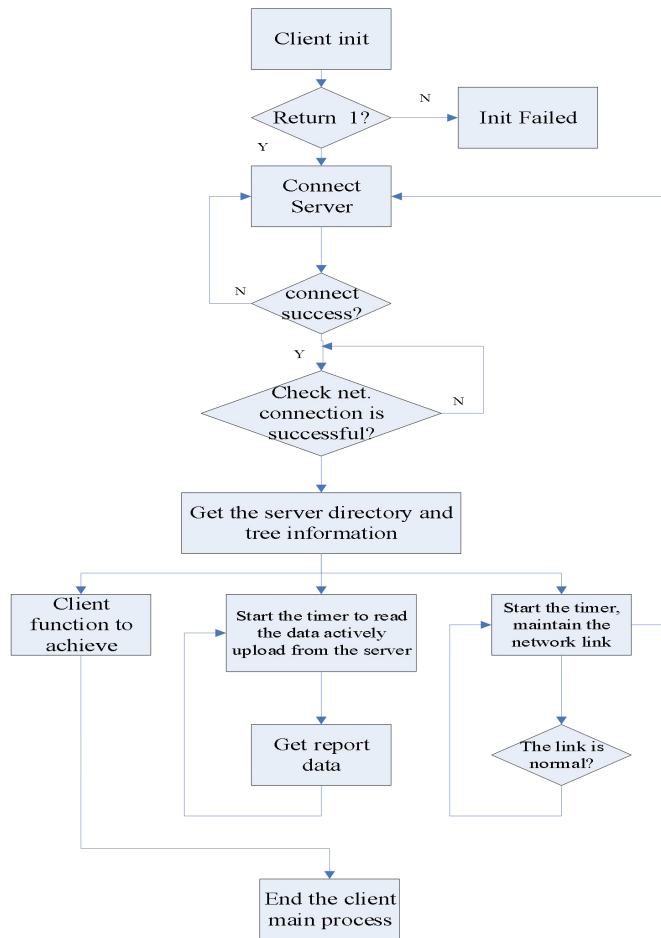 Client init
Return 1?
N
Init Failed
Y
Connect
Server
N
connect
success?
Y
Check net.
connection is
successful?
N
Get the server directory and
tree information
Client
function to
achieve
Start the timer to read
the data actively
upload from the server
Start the timer,
maintain the
network link
Get report
data
The link is
normal?
End the client
main process